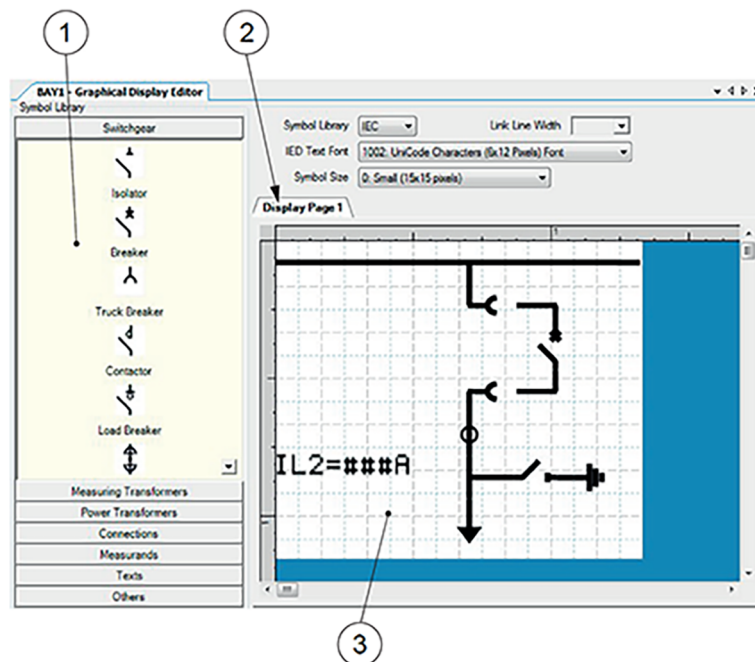 1
2
BAY1 - Graphical Display Editor
Symbol Library
Switchgear
Isolator
Breaker
Truck Breaker
Contactor
Load Breaker
Measuring Transformers
Power Transformers
Connections
Measurands
Texts
Others
Symbol Library IEC Link Line Width
IED Text Font 1002: UniCode Characters (6x12 Pixels) Font
Symbol Size 0: Small (15x15 pixels)
Display Page 1
1
IL2=###A
1
3